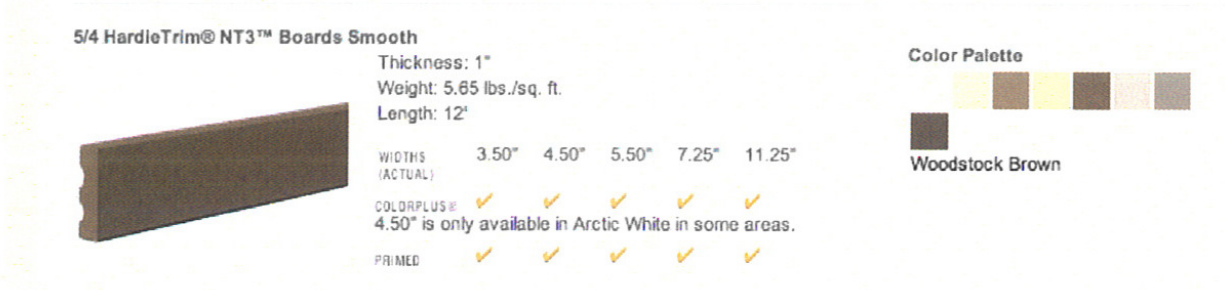 5/4 HardieTrim® NT3™ Boards Smooth
Thickness: 1"
Weight: 5.65 lbs./sq. ft.
Length: 12'
WIDTHS 3.50" 4.50" 5.50" 7.25" 11.25"
(ACTUAL)
COLORPLUS® ✓ ✓ ✓ ✓ ✓
4.50" is only available in Arctic White in some areas.
PRIMED ✓ ✓ ✓ ✓ ✓
Color Palette
Woodstock Brown